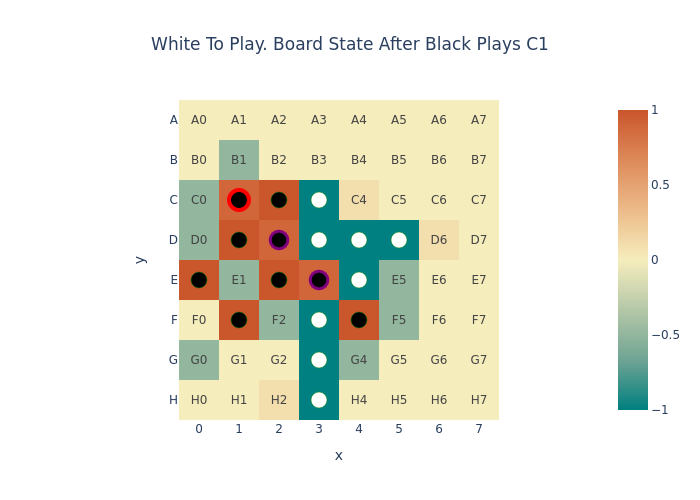 White To Play. Board State After Black Plays C1
A A0 A1 A2 A3 A4 A5 A6 A7
B B0 B1 B2 B3 B4 B5 B6 B7
C C0 C4 C5 C6 C7
D D0 D6 D7
E E1 E5 E6 E7
F F0 F2 F5 F6 F7
G G0 G1 G2 G4 G5 G6 G7
H H0 H1 H2 H4 H5 H6 H7
0 1 2 3 4 5 6 7
x
y
1
0.5
0
−0.5
−1